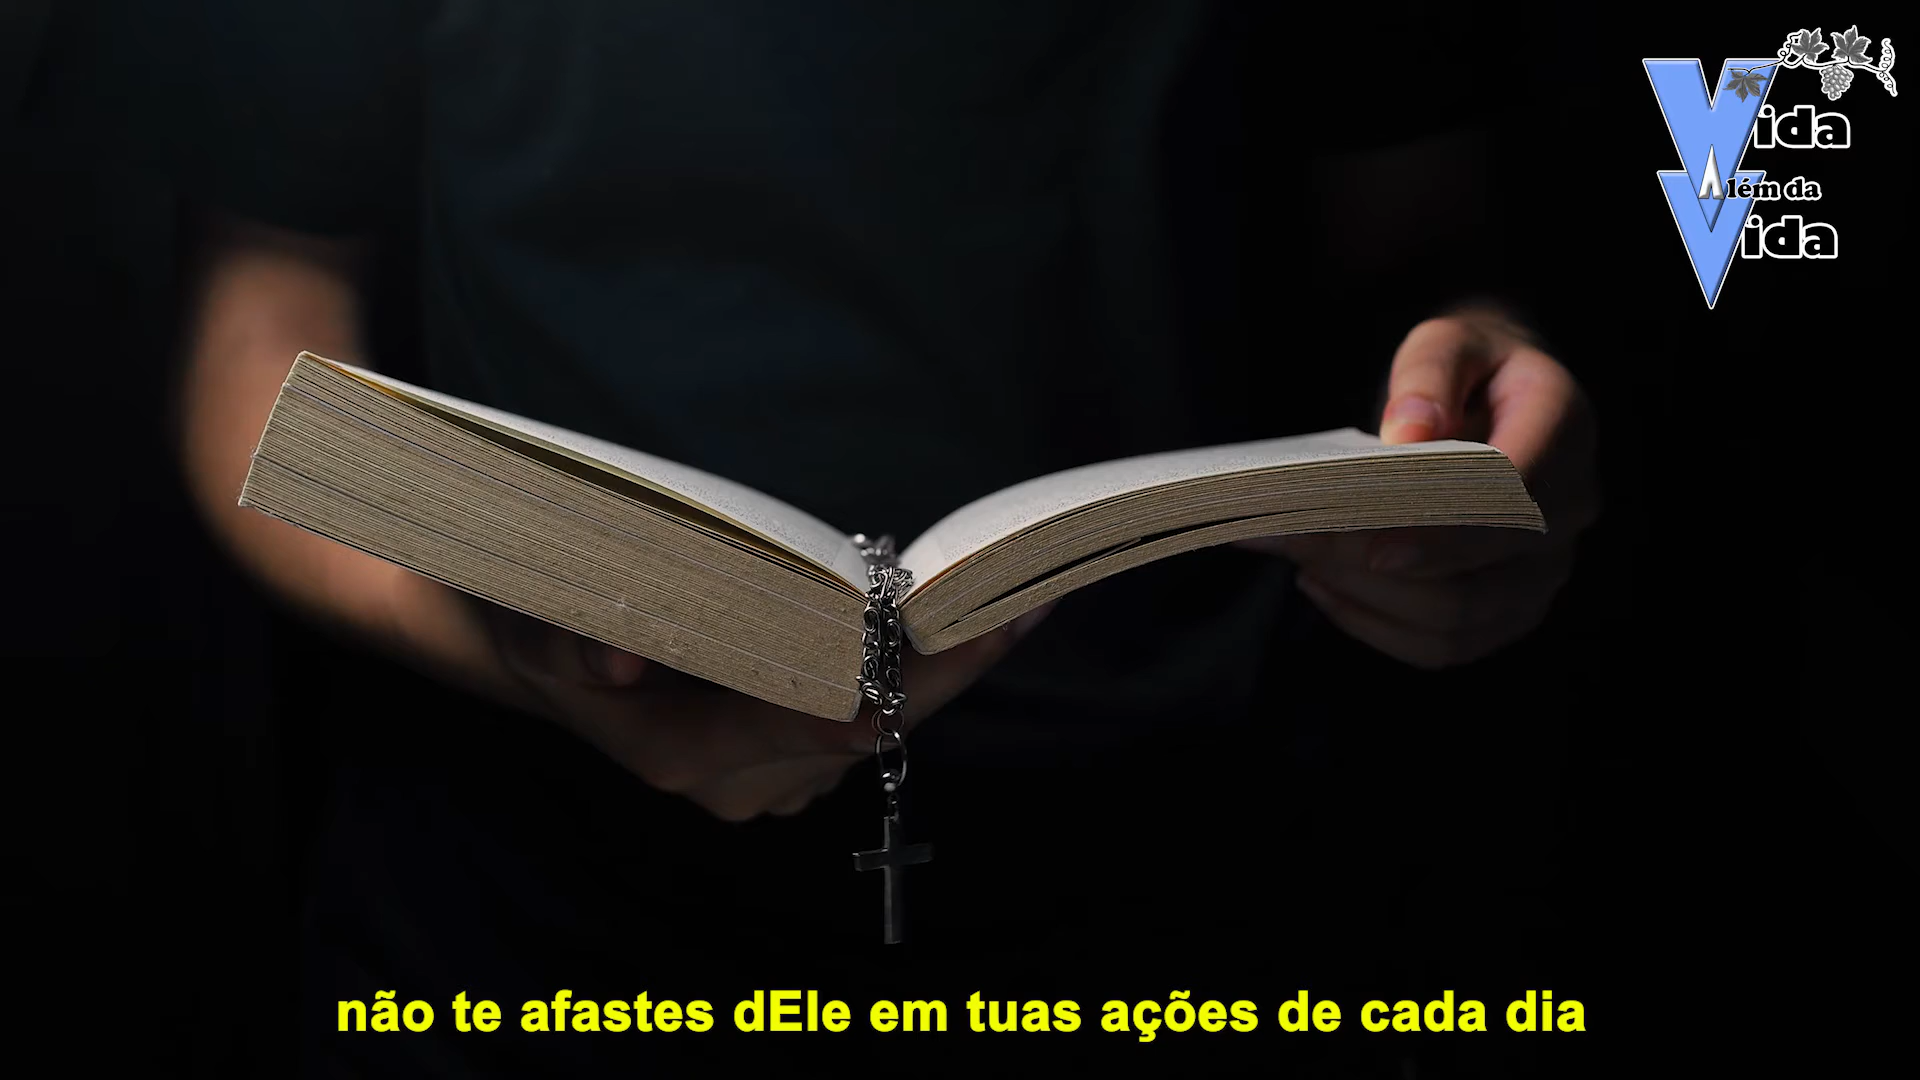 Vida
Além da
Vida
não te afastes dEle em tuas ações de cada dia